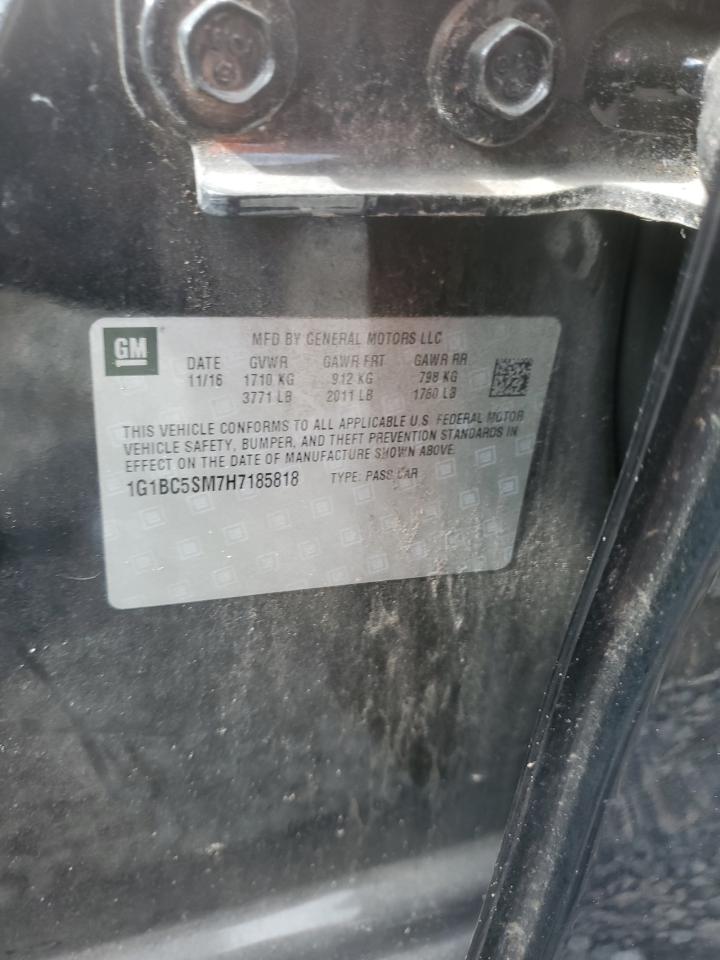 GM MFD BY GENERAL MOTORS LLC
DATE GVWR GAWR FRT GAWR RR
11/16 1710 KG 912 KG 798 KG
3771 LB 2011 LB 1760 LB
THIS VEHICLE CONFORMS TO ALL APPLICABLE U.S. FEDERAL MOTOR
VEHICLE SAFETY, BUMPER, AND THEFT PREVENTION STANDARDS IN
EFFECT ON THE DATE OF MANUFACTURE SHOWN ABOVE.
1G1BC5SM7H7185818 TYPE: PASS CAR